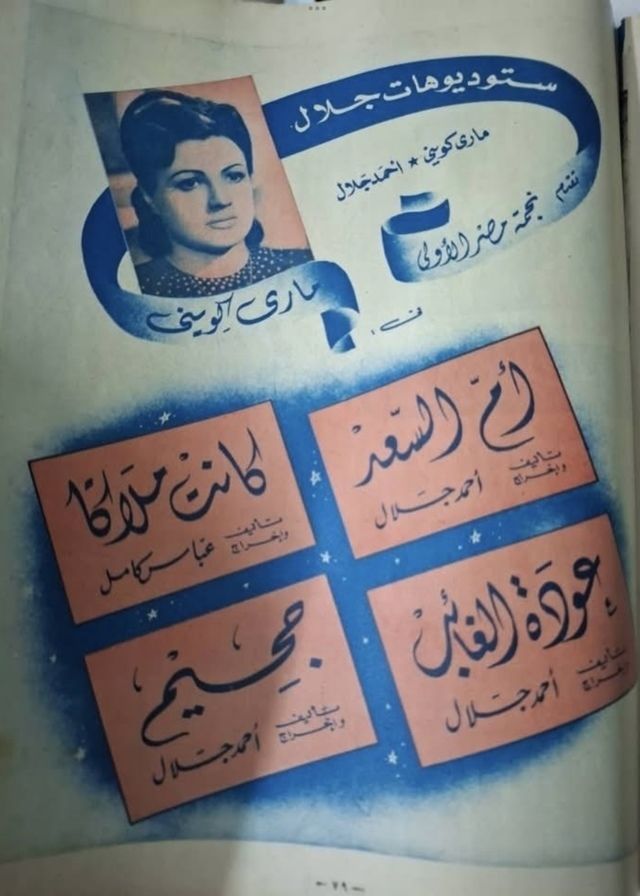 ستوديوهات جلال
ماري كويني * احمد جلال
تقدم
نجمة مصر الأولى
ماري كويني
في :
أم السعد
تأليف وإخراج
أحمد جلال
كانت ملاكا
تأليف وإخراج
عباس كامل
عودة الغائب
تأليف وإخراج
أحمد جلال
جحيم
تأليف وإخراج
أحمد جلال
- ٧٩ -